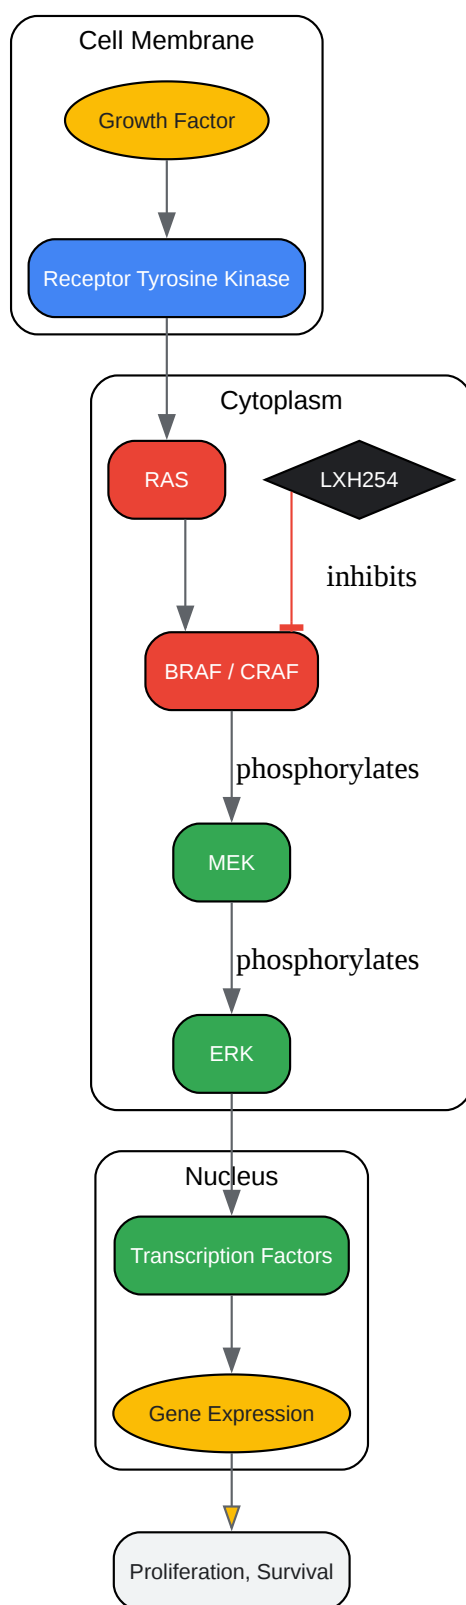 Cell Membrane
Growth Factor
Receptor Tyrosine Kinase
Cytoplasm
RAS
LXH254
inhibits
BRAF / CRAF
phosphorylates
MEK
phosphorylates
ERK
Nucleus
Transcription Factors
Gene Expression
Proliferation, Survival